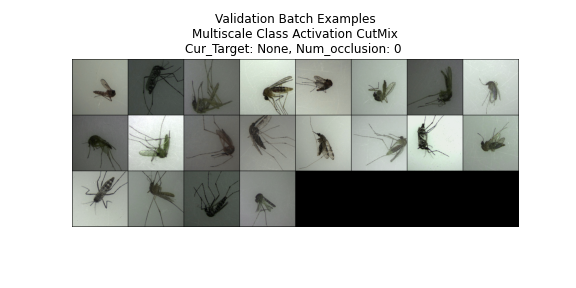 Validation Batch Examples
Multiscale Class Activation CutMix
Cur_Target: None, Num_occlusion: 0